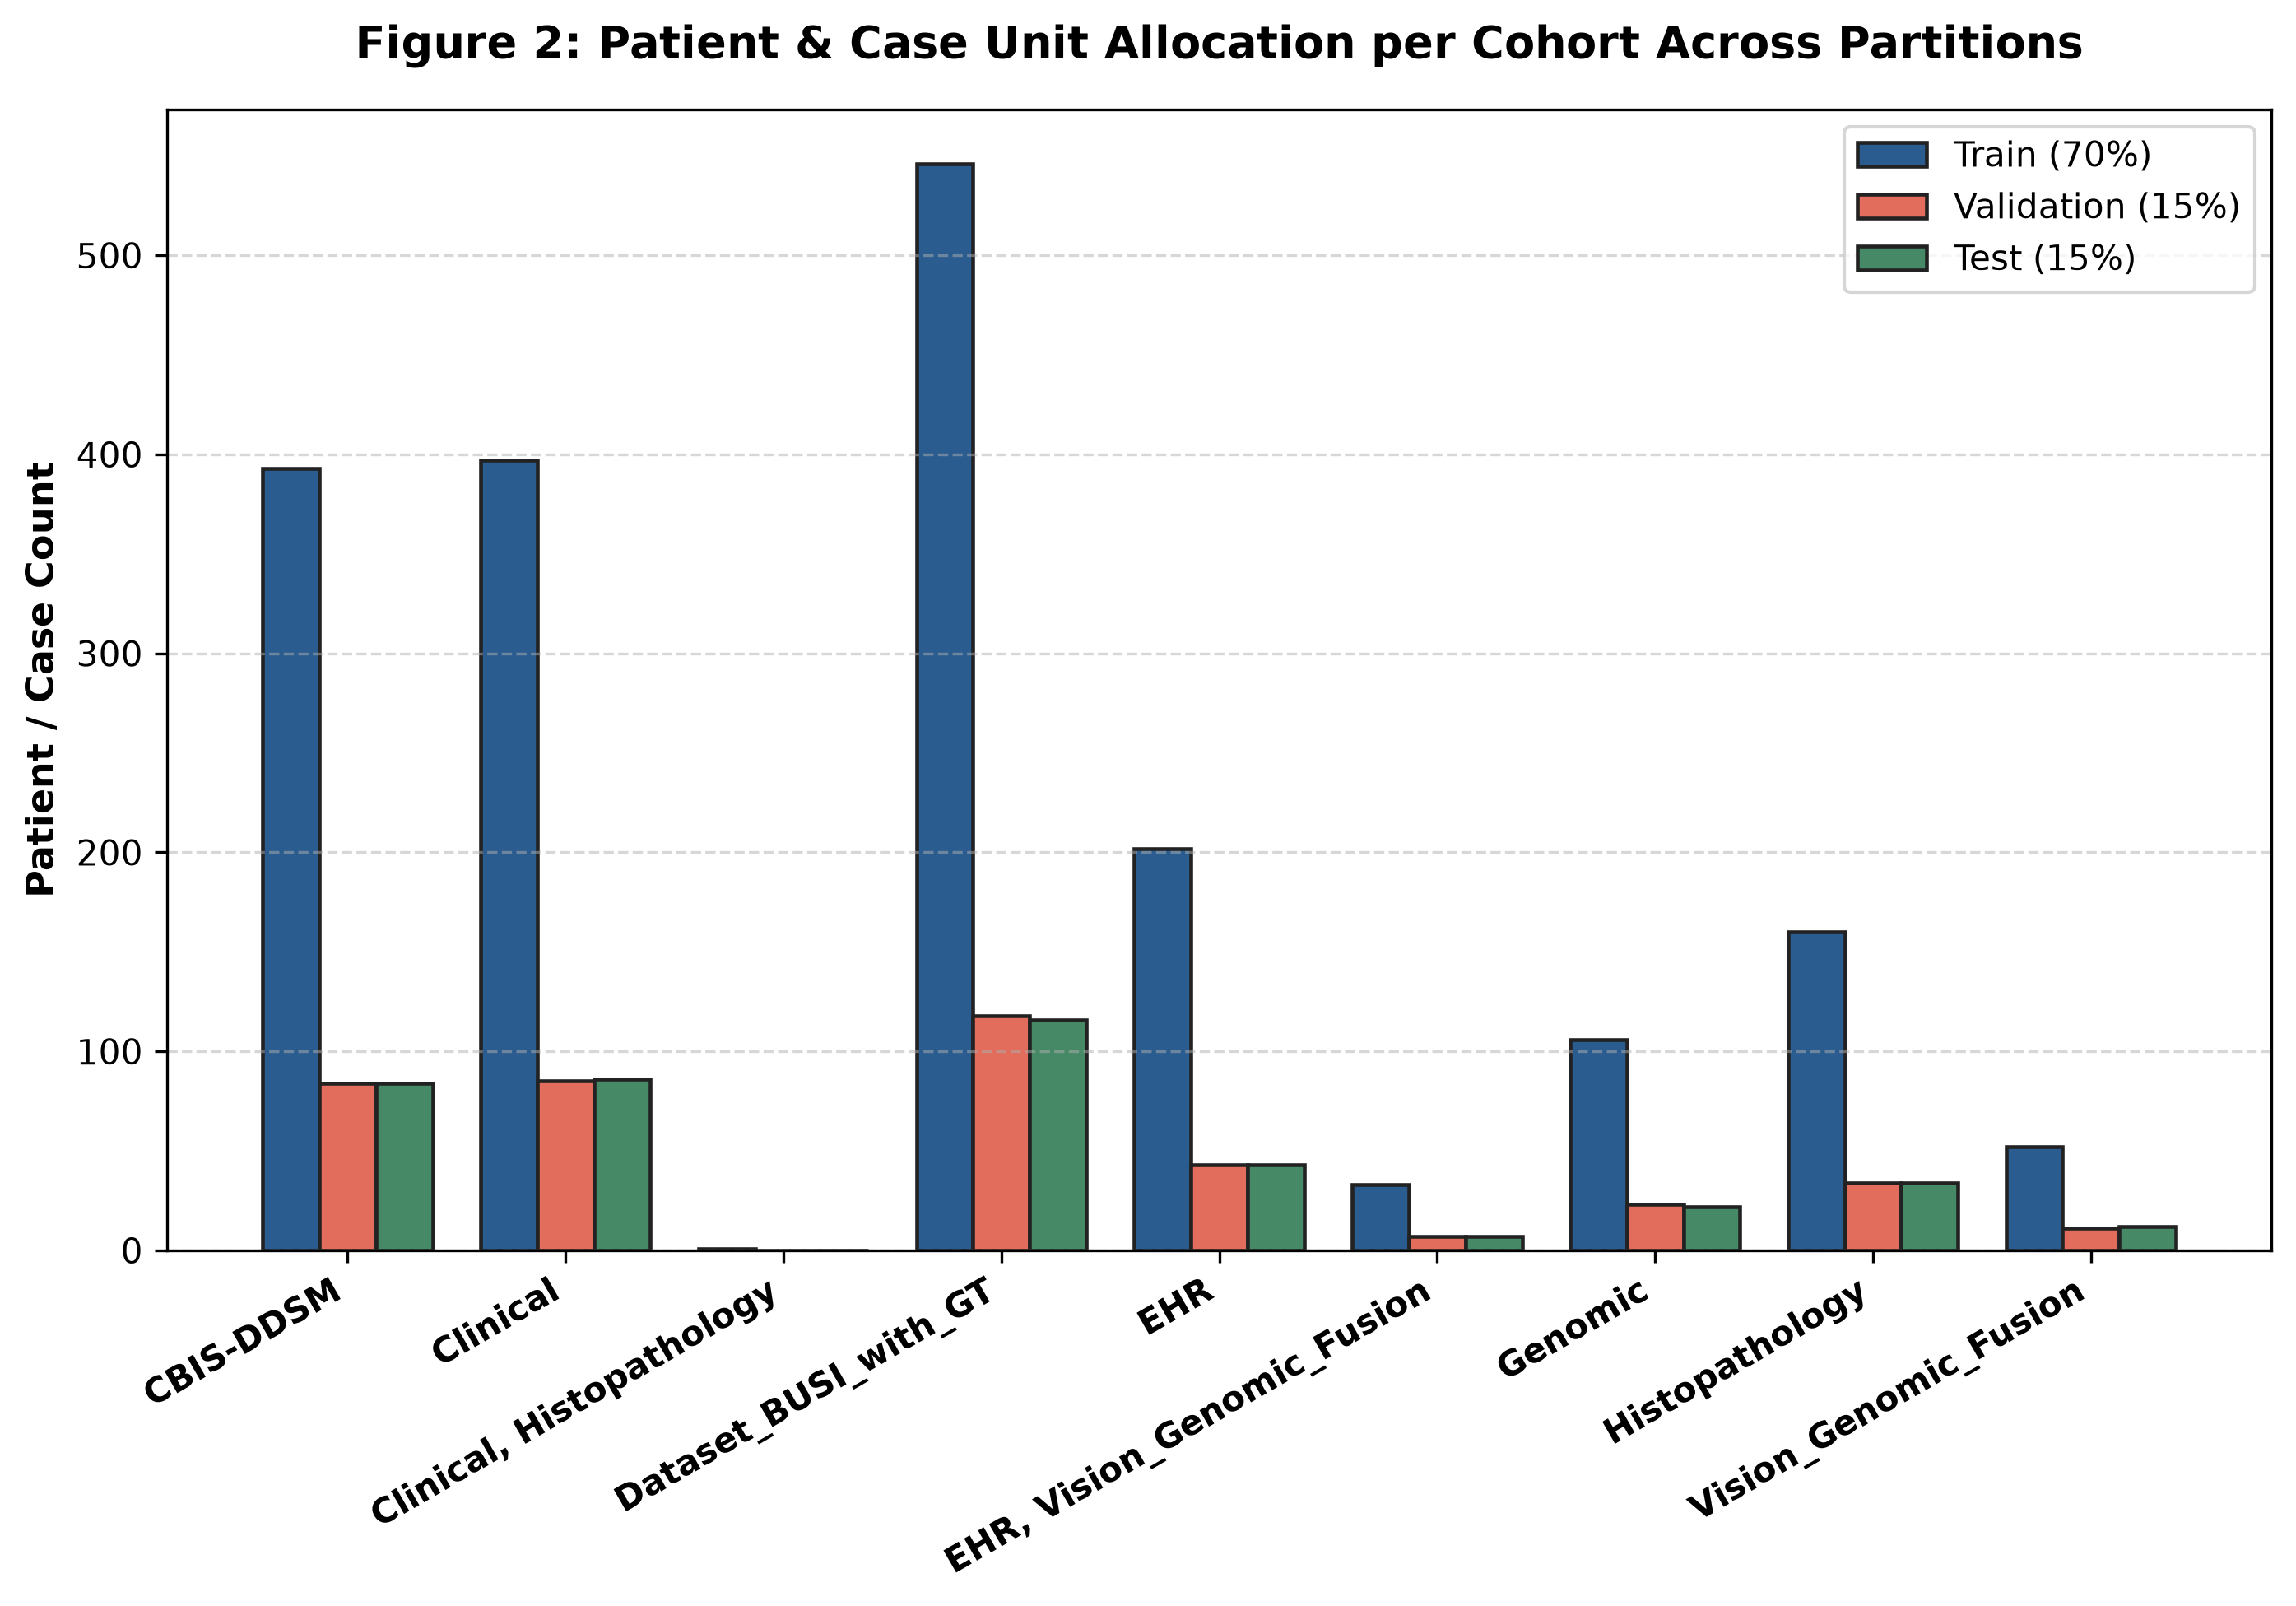 Figure 2: Patient & Case Unit Allocation per Cohort Across Partitions
Train (70%)
Validation (15%)
Test (15%)
Patient / Case Count
500
400
300
200
100
0
CBIS-DDSM
Clinical
Clinical, Histopathology
Dataset_BUSI_with_GT
EHR
EHR, Vision_Genomic_Fusion
Genomic
Histopathology
Vision_Genomic_Fusion